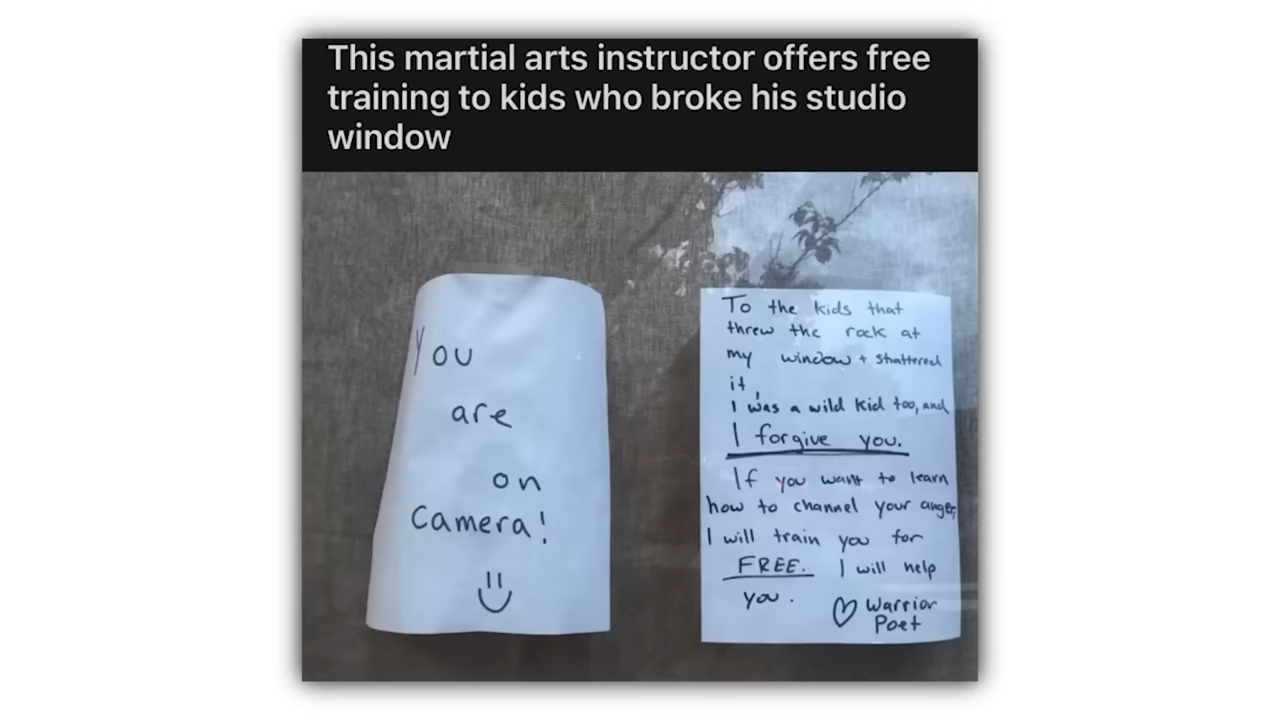 This martial arts instructor offers free
training to kids who broke his studio
window
You
are
on
Camera!
To the kids that
threw the rock at
my window + shattered
it,
I was a wild kid too, and
I forgive you.
If you want to learn
how to channel your anger,
I will train you for
FREE. I will help
you. ♡ Warrior
Poet